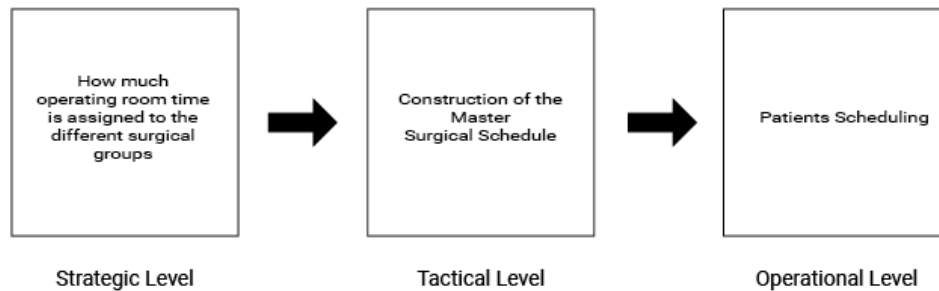 How much
operating room time
is assigned to the
different surgical
groups
Construction of the
Master
Surgical Schedule
Patients Scheduling
Strategic Level
Tactical Level
Operational Level